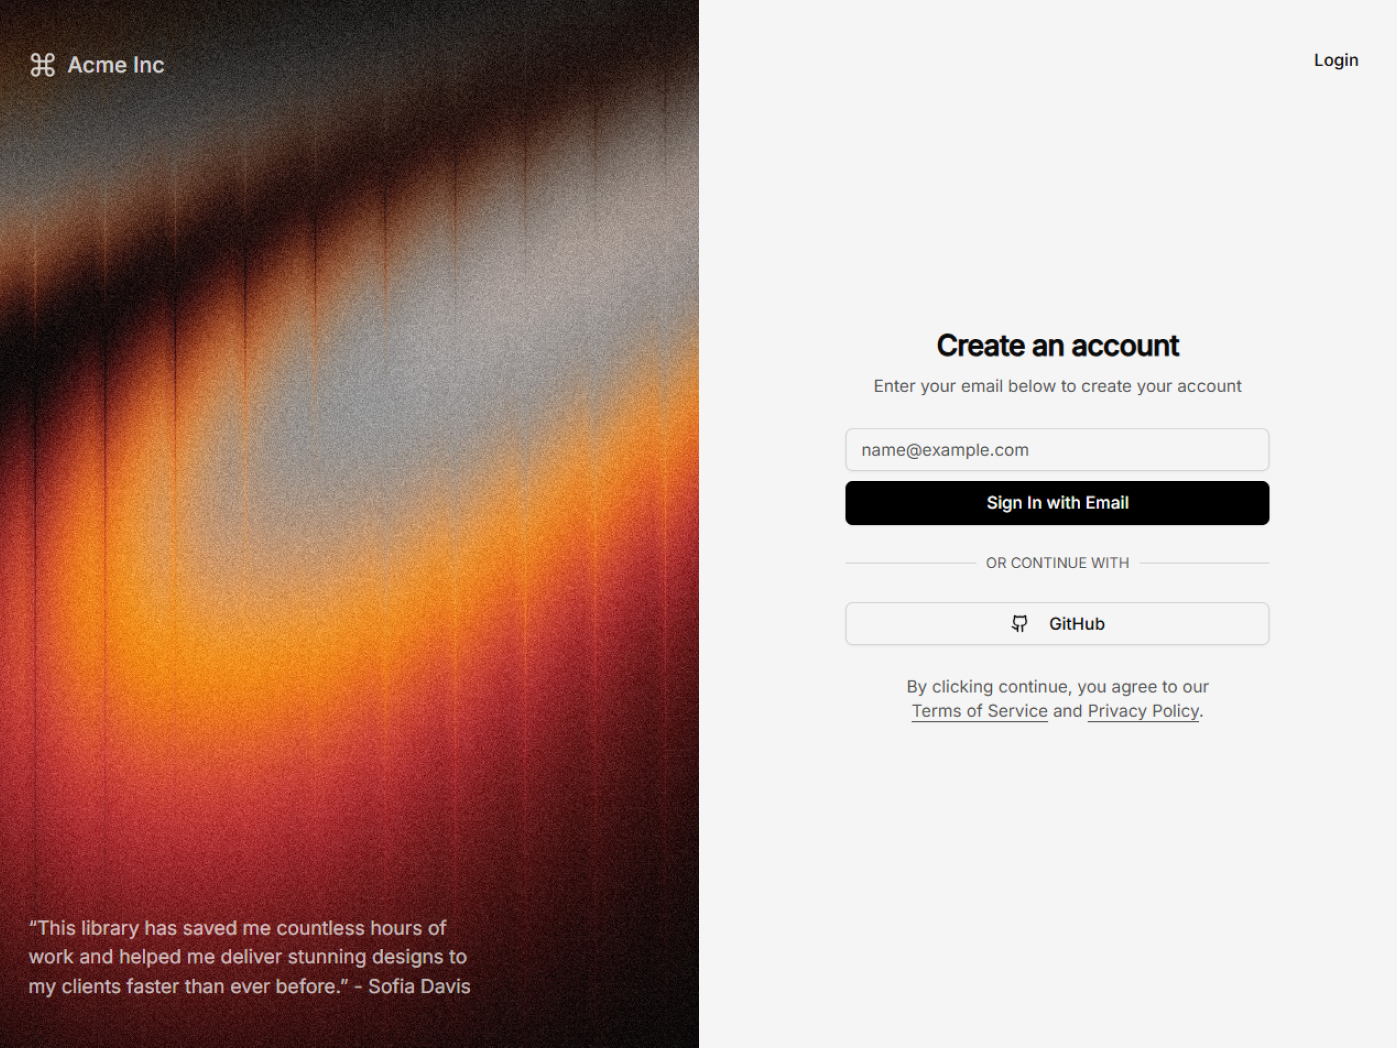 Acme Inc
Login
Create an account
Enter your email below to create your account
name@example.com
Sign In with Email
OR CONTINUE WITH
GitHub
By clicking continue, you agree to our
Terms of Service and Privacy Policy.
“This library has saved me countless hours of
work and helped me deliver stunning designs to
my clients faster than ever before.” - Sofia Davis